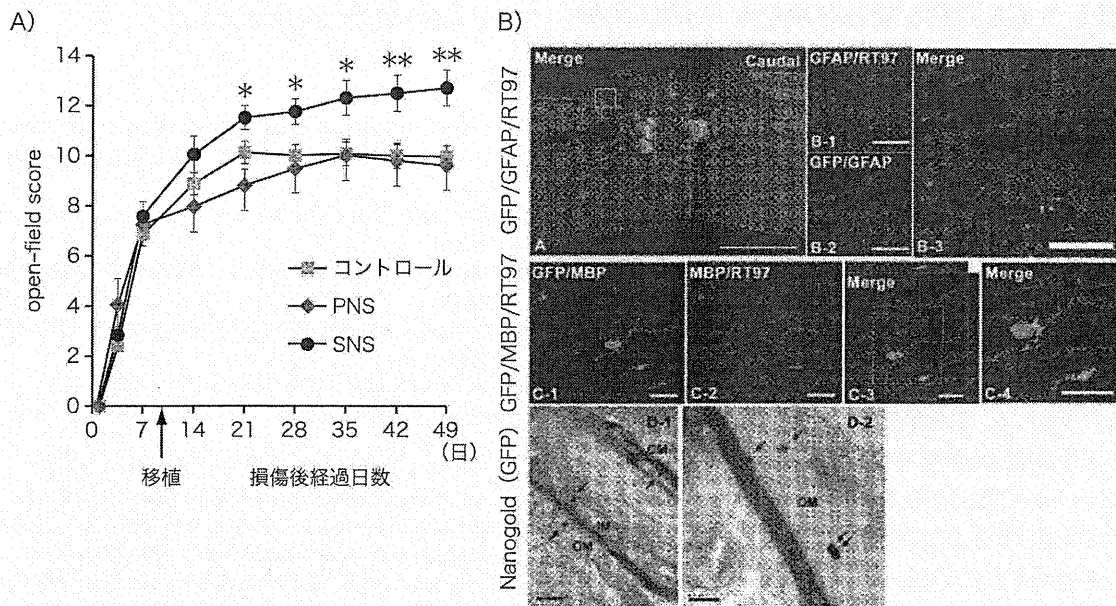 A)
14
12
10
8
6
4
2
0
open-field score
* * * ** **
コントロール
PNS
SNS
0 7 14 21 28 35 42 49
(日)
移植 損傷後経過日数
B)
GFP/GFAP/RT97
Merge Caudal
A
GFAP/RT97
B-1
GFP/GFAP
B-2
Merge
B-3
GFP/MBP/RT97
GFP/MBP
C-1
MBP/RT97
C-2
Merge
C-3
Merge
C-4
Nanogold (GFP)
D-1
OM
IM
OM
D-2
OM